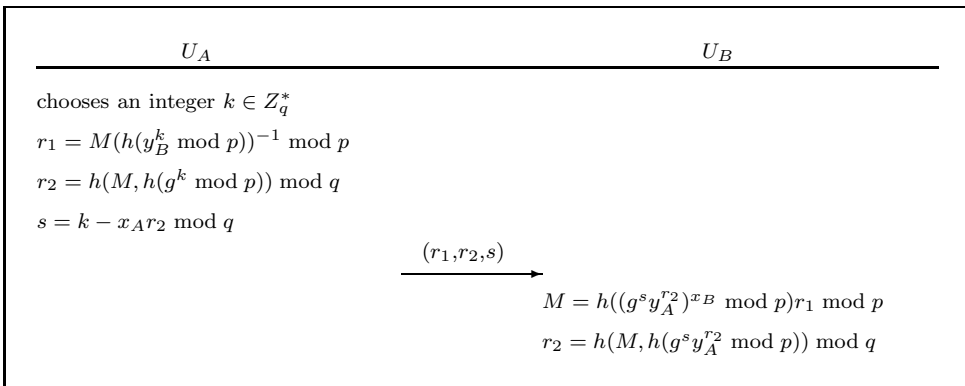 U_A U_B
chooses an integer k ∈ Z_q^*
r_1 = M(h(y_B^k mod p))^{-1} mod p
r_2 = h(M, h(g^k mod p)) mod q
s = k − x_A r_2 mod q
(r_1,r_2,s)
M = h((g^s y_A^{r_2})^{x_B} mod p)r_1 mod p
r_2 = h(M, h(g^s y_A^{r_2} mod p)) mod q